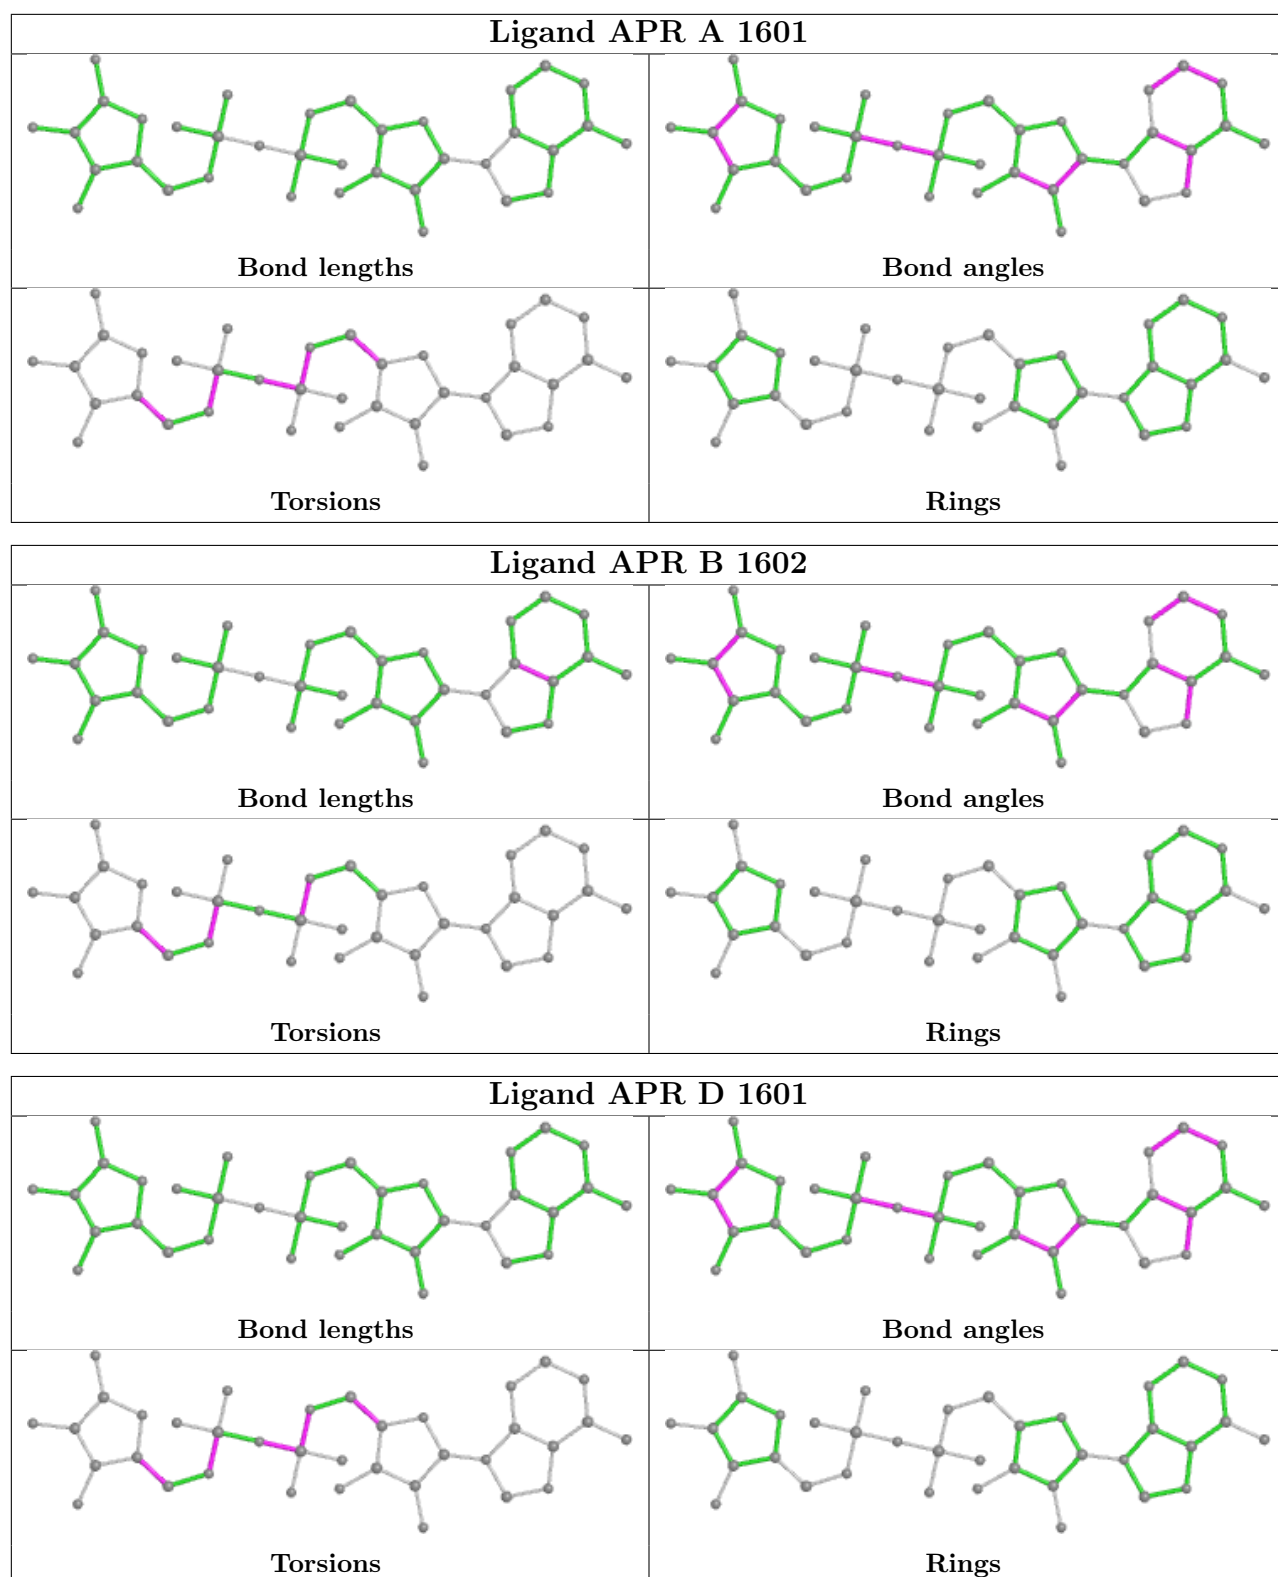 Ligand APR A 1601
Bond lengths
Bond angles
Torsions
Rings
Ligand APR B 1602
Bond lengths
Bond angles
Torsions
Rings
Ligand APR D 1601
Bond lengths
Bond angles
Torsions
Rings